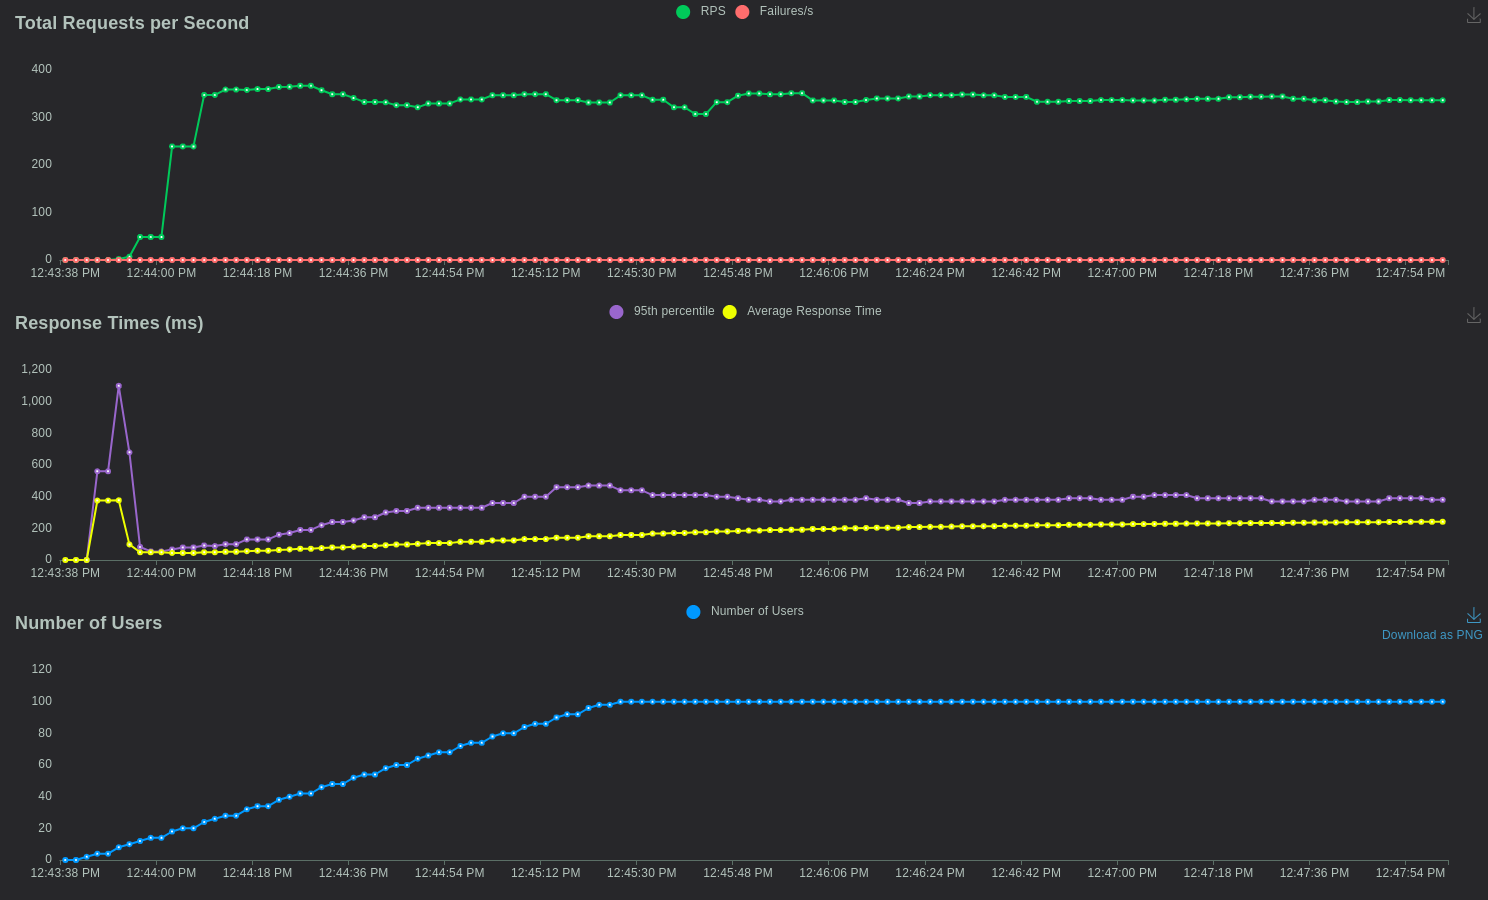 Total Requests per Second
RPS Failures/s
400
300
200
100
0
12:43:38 PM 12:44:00 PM 12:44:18 PM 12:44:36 PM 12:44:54 PM 12:45:12 PM 12:45:30 PM 12:45:48 PM 12:46:06 PM 12:46:24 PM 12:46:42 PM 12:47:00 PM 12:47:18 PM 12:47:36 PM 12:47:54 PM
Response Times (ms)
95th percentile Average Response Time
1,200
1,000
800
600
400
200
0
12:43:38 PM 12:44:00 PM 12:44:18 PM 12:44:36 PM 12:44:54 PM 12:45:12 PM 12:45:30 PM 12:45:48 PM 12:46:06 PM 12:46:24 PM 12:46:42 PM 12:47:00 PM 12:47:18 PM 12:47:36 PM 12:47:54 PM
Number of Users
Number of Users
Download as PNG
120
100
80
60
40
20
0
12:43:38 PM 12:44:00 PM 12:44:18 PM 12:44:36 PM 12:44:54 PM 12:45:12 PM 12:45:30 PM 12:45:48 PM 12:46:06 PM 12:46:24 PM 12:46:42 PM 12:47:00 PM 12:47:18 PM 12:47:36 PM 12:47:54 PM